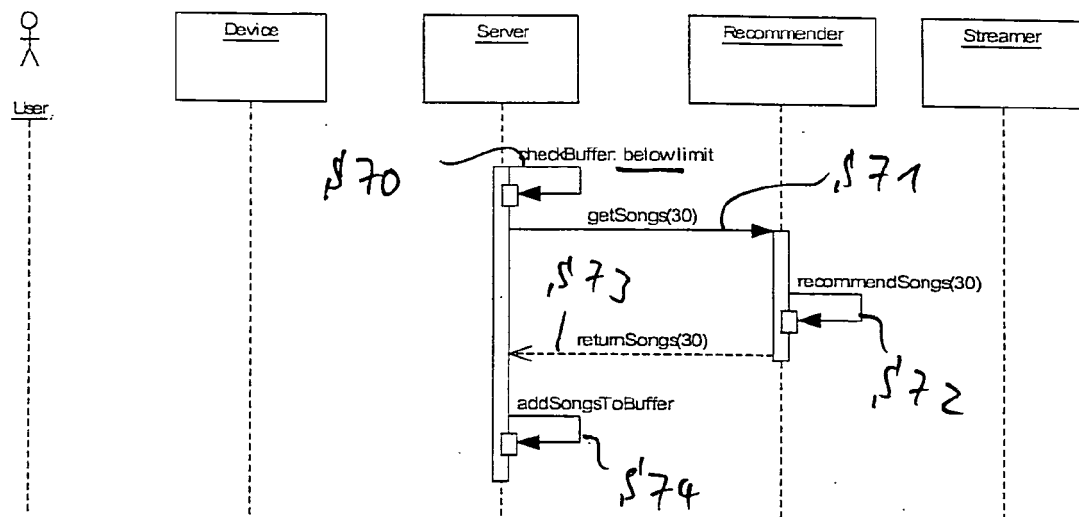 Device
Server
Recommender
Streamer
User
checkBuffer: belowlimit
S70
S71
getSongs(30)
S73
recommendSongs(30)
returnSongs(30)
S72
addSongsToBuffer
S74